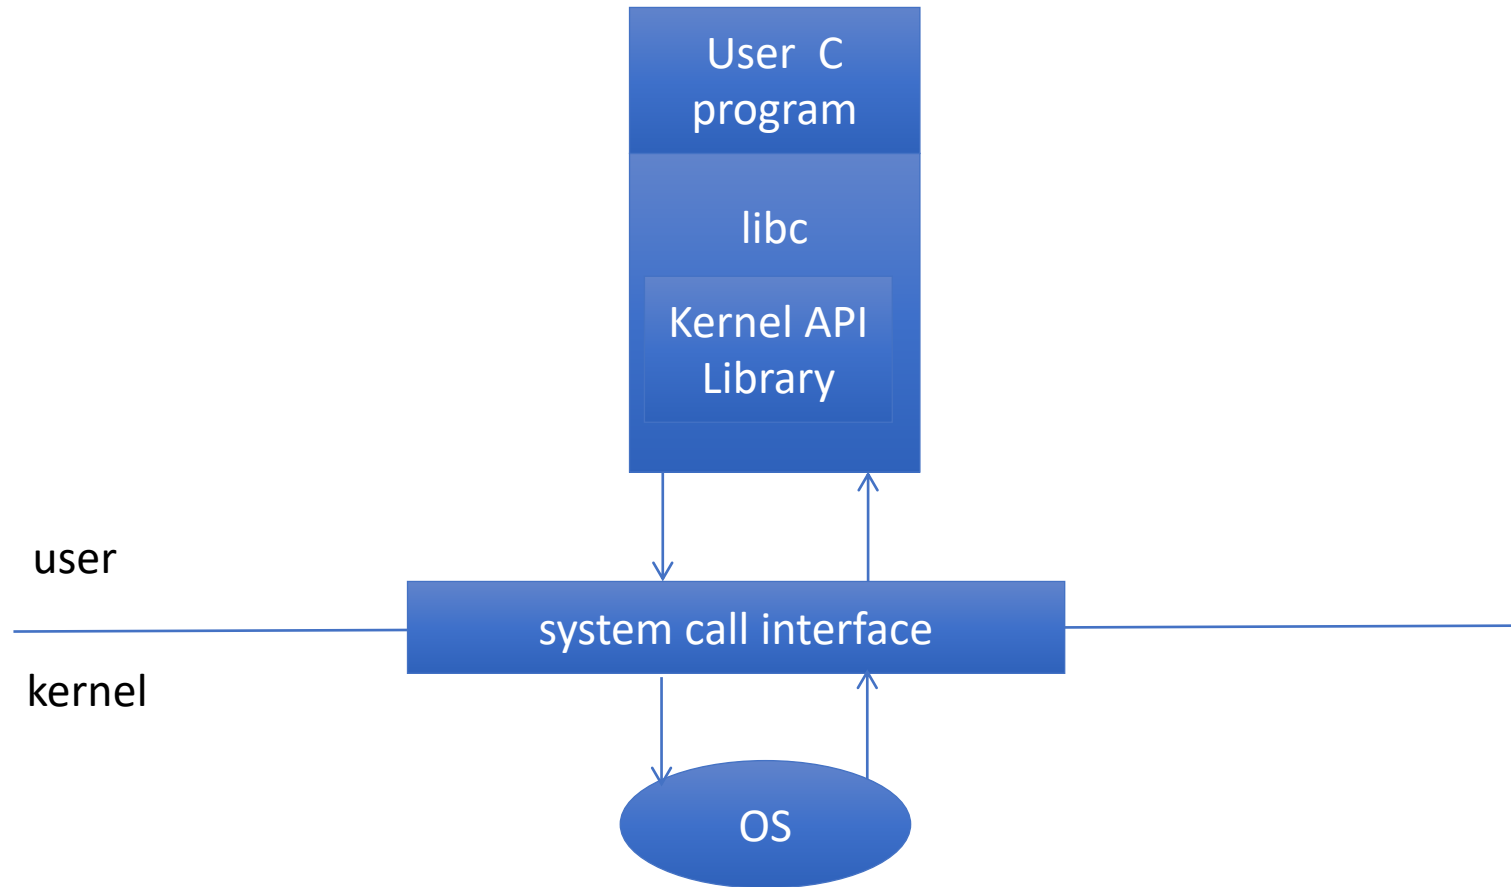 User C
program
libc
Kernel API
Library
user
system call interface
kernel
OS